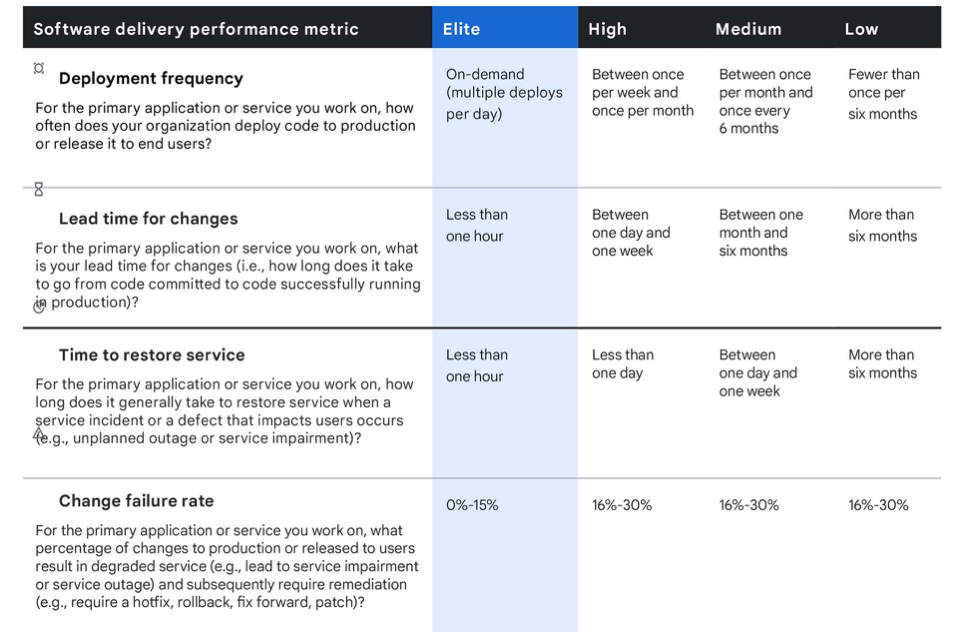 Software delivery performance metric Elite High Medium Low
Deployment frequency
For the primary application or service you work on, how
often does your organization deploy code to production
or release it to end users?
On-demand
(multiple deploys
per day)
Between once
per week and
once per month
Between once
per month and
once every
6 months
Fewer than
once per
six months
Lead time for changes
For the primary application or service you work on, what
is your lead time for changes (i.e., how long does it take
to go from code committed to code successfully running
in production)?
Less than
one hour
Between
one day and
one week
Between one
month and
six months
More than
six months
Time to restore service
For the primary application or service you work on, how
long does it generally take to restore service when a
service incident or a defect that impacts users occurs
(e.g., unplanned outage or service impairment)?
Less than
one hour
Less than
one day
Between
one day and
one week
More than
six months
Change failure rate
For the primary application or service you work on, what
percentage of changes to production or released to users
result in degraded service (e.g., lead to service impairment
or service outage) and subsequently require remediation
(e.g., require a hotfix, rollback, fix forward, patch)?
0%-15%
16%-30%
16%-30%
16%-30%